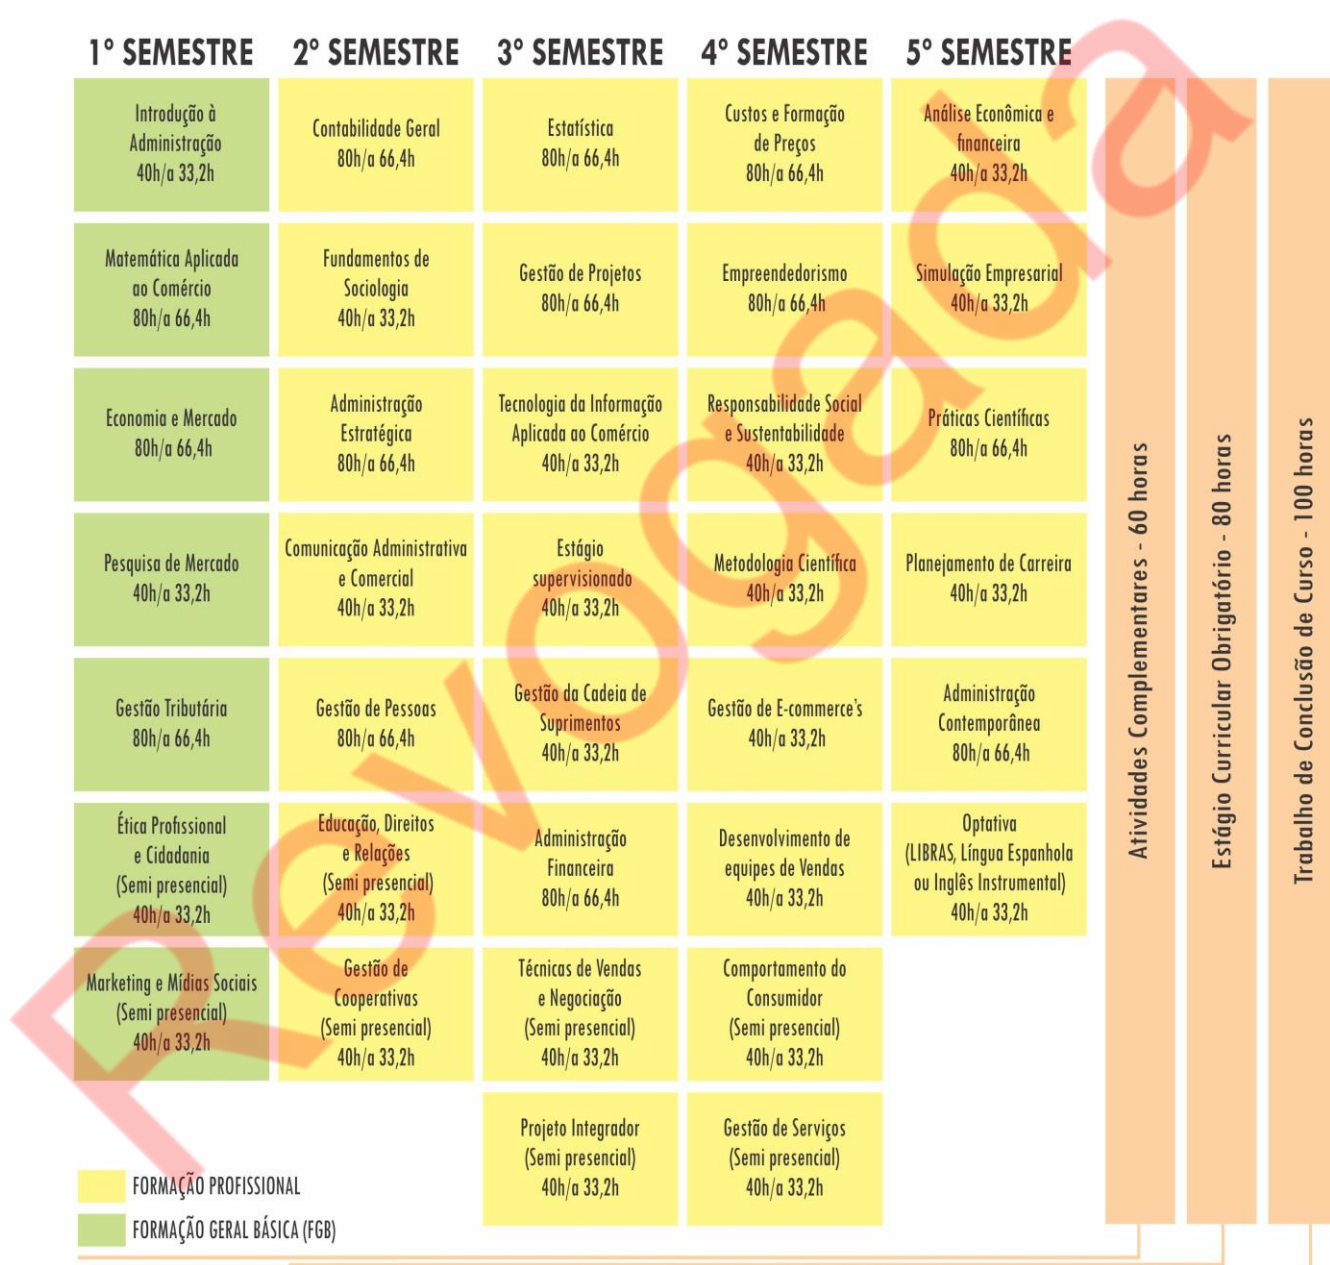 1° SEMESTRE
Introdução à
Administração
40h/a 33,2h
Matemática Aplicada
ao Comércio
80h/a 66,4h
Economia e Mercado
80h/a 66,4h
Pesquisa de Mercado
40h/a 33,2h
Gestão Tributária
80h/a 66,4h
Ética Profissional
e Cidadania
(Semi presencial)
40h/a 33,2h
Marketing e Mídias Sociais
(Semi presencial)
40h/a 33,2h
2° SEMESTRE
Contabilidade Geral
80h/a 66,4h
Fundamentos de
Sociologia
40h/a 33,2h
Administração
Estratégica
80h/a 66,4h
Comunicação Administrativa
e Comercial
40h/a 33,2h
Gestão de Pessoas
80h/a 66,4h
Educação, Direitos
e Relações
(Semi presencial)
40h/a 33,2h
Gestão de
Cooperativas
(Semi presencial)
40h/a 33,2h
3° SEMESTRE
Estatística
80h/a 66,4h
Gestão de Projetos
80h/a 66,4h
Tecnologia da Informação
Aplicada ao Comércio
40h/a 33,2h
Estágio
supervisionado
40h/a 33,2h
Gestão da Cadeia de
Suprimentos
40h/a 33,2h
Administração
Financeira
80h/a 66,4h
Técnicas de Vendas
e Negociação
(Semi presencial)
40h/a 33,2h
Projeto Integrador
(Semi presencial)
40h/a 33,2h
4° SEMESTRE
Custos e Formação
de Preços
80h/a 66,4h
Empreendedorismo
80h/a 66,4h
Responsabilidade Social
e Sustentabilidade
40h/a 33,2h
Metodologia Científica
40h/a 33,2h
Gestão de E-commerce's
40h/a 33,2h
Desenvolvimento de
equipes de Vendas
40h/a 33,2h
Comportamento do
Consumidor
(Semi presencial)
40h/a 33,2h
Gestão de Serviços
(Semi presencial)
40h/a 33,2h
5° SEMESTRE
Análise Econômica e
financeira
40h/a 33,2h
Simulação Empresarial
40h/a 33,2h
Práticas Científicas
80h/a 66,4h
Planejamento de Carreira
40h/a 33,2h
Administração
Contemporânea
80h/a 66,4h
Optativa
(LIBRAS, Língua Espanhola
ou Inglês Instrumental)
40h/a 33,2h
Atividades Complementares - 60 horas
Estágio Curricular Obrigatório - 80 horas
Trabalho de Conclusão de Curso - 100 horas
FORMAÇÃO PROFISSIONAL
FORMAÇÃO GERAL BÁSICA (FGB)
Revogada